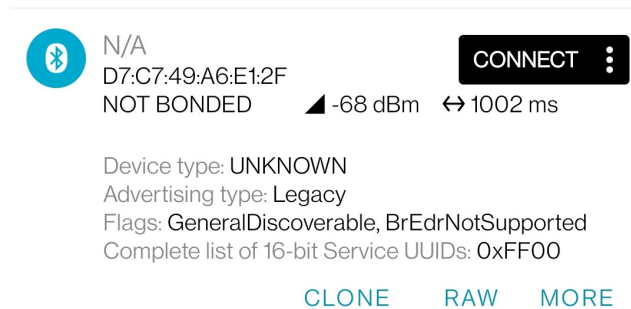 N/A
D7:C7:49:A6:E1:2F
CONNECT
NOT BONDED -68 dBm 1002 ms
Device type: UNKNOWN
Advertising type: Legacy
Flags: GeneralDiscoverable, BrEdrNotSupported
Complete list of 16-bit Service UUIDs: 0xFF00
CLONE RAW MORE